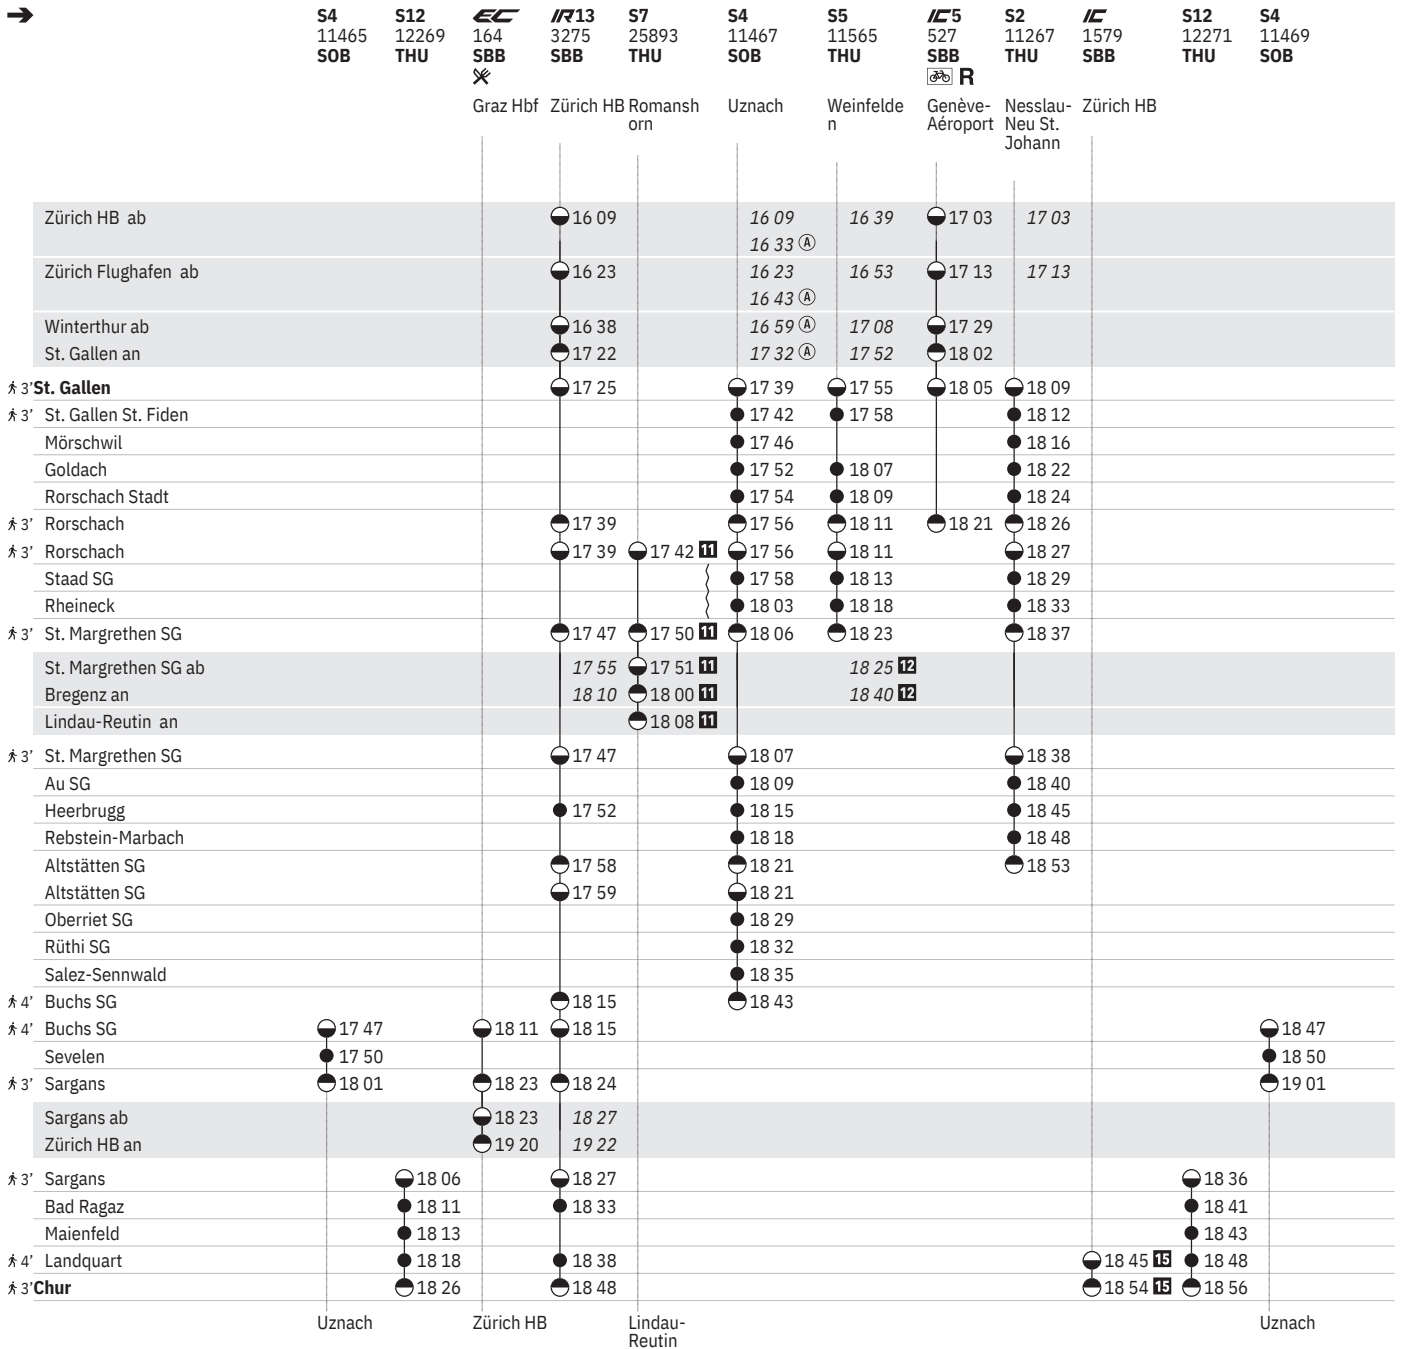 → S4 S12 EC IR13 S7 S4 S5 IC5 S2 IC S12 S4
11465 12269 164 3275 25893 11467 11565 527 11267 1579 12271 11469
SOB THU SBB SBB THU SOB THU SBB THU SBB THU SOB
R
Graz Hbf Zürich HB Romansh Uznach Weinfelde Genève- Nesslau- Zürich HB
orn n Aéroport Neu St.
Johann
Zürich HB ab 16 09 16 09 16 39 17 03 17 03
16 33 A
Zürich Flughafen ab 16 23 16 23 16 53 17 13 17 13
16 43 A
Winterthur ab 16 38 16 59 A 17 08 17 29
St. Gallen an 17 22 17 32 A 17 52 18 02
3’ St. Gallen 17 25 17 39 17 55 18 05 18 09
3’ St. Gallen St. Fiden 17 42 17 58 18 12
Mörschwil 17 46 18 16
Goldach 17 52 18 07 18 22
Rorschach Stadt 17 54 18 09 18 24
3’ Rorschach 17 39 17 56 18 11 18 21 18 26
3’ Rorschach 17 39 17 42 11 17 56 18 11 18 27
Staad SG 17 58 18 13 18 29
Rheineck 18 03 18 18 18 33
3’ St. Margrethen SG 17 47 17 50 11 18 06 18 23 18 37
St. Margrethen SG ab 17 55 17 51 11 18 25 12
Bregenz an 18 10 18 00 11 18 40 12
Lindau-Reutin an 18 08 11
3’ St. Margrethen SG 17 47 18 07 18 38
Au SG 18 09 18 40
Heerbrugg 17 52 18 15 18 45
Rebstein-Marbach 18 18 18 48
Altstätten SG 17 58 18 21 18 53
Altstätten SG 17 59 18 21
Oberriet SG 18 29
Rüthi SG 18 32
Salez-Sennwald 18 35
4’ Buchs SG 18 15 18 43
4’ Buchs SG 17 47 18 11 18 15 18 47
Sevelen 17 50 18 50
3’ Sargans 18 01 18 23 18 24 19 01
Sargans ab 18 23 18 27
Zürich HB an 19 20 19 22
3’ Sargans 18 06 18 27 18 36
Bad Ragaz 18 11 18 33 18 41
Maienfeld 18 13 18 43
4’ Landquart 18 18 18 38 18 45 15 18 48
3’ Chur 18 26 18 48 18 54 15 18 56
Uznach Zürich HB Lindau- Uznach
Reutin